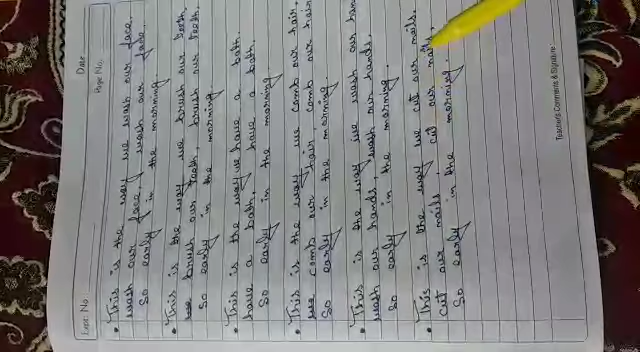 Date
Page No.
Expt. No.
• This is the way we wash our face,
wash our face, wash our face.
So early in the morning
• This is the way we brush our teeth,
brush our teeth, brush our teeth,
So early in the morning
• This is the way we have a bath,
have a bath, have a bath.
So early in the morning
• This is the way we comb our hair,
comb our hair, comb our hair
So early in the morning.
• This is the way we wash our han
wash our hands, wash our hands.
So early in the morning.
• This is the way we cut our nails.
cut our nails cut our nails,
So early in the morning.
Teacher's Comments & Signature